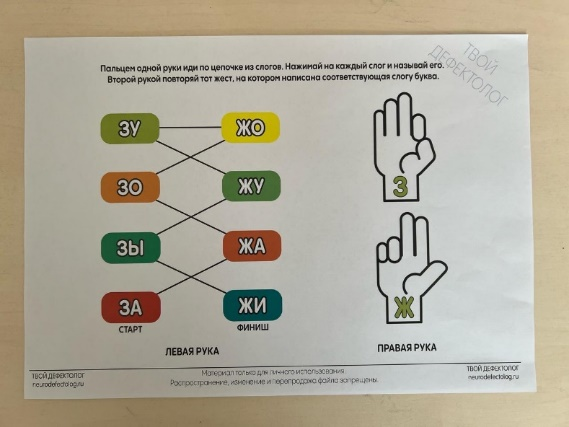 ТВОЙ
ДЕФЕКТОЛОГ
Пальцем одной руки иди по цепочке из слогов. Нажимай на каждый слог и называй его.
Второй рукой повторяй тот жест, на котором написана соответствующая слогу буква.
ЗУ ЖО
ЗО ЖУ
ЗЫ ЖА
ЗА ЖИ
СТАРТ ФИНИШ
З
Ж
ЛЕВАЯ РУКА ПРАВАЯ РУКА
ТВОЙ ДЕФЕКТОЛОГ
neurodefectolog.ru
Материал только для личного использования.
Распространение, изменение и перепродажа файла запрещены.
ТВОЙ ДЕФЕКТОЛОГ
neurodefectolog.ru